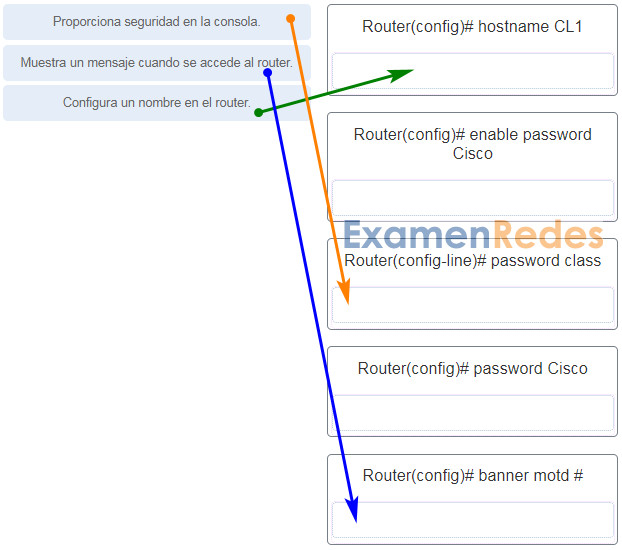 Proporciona seguridad en la consola.
Muestra un mensaje cuando se accede al router.
Configura un nombre en el router.
Router(config)# hostname CL1
Router(config)# enable password
Cisco
ExamenRedes
Router(config-line)# password class
Router(config)# password Cisco
Router(config)# banner motd #